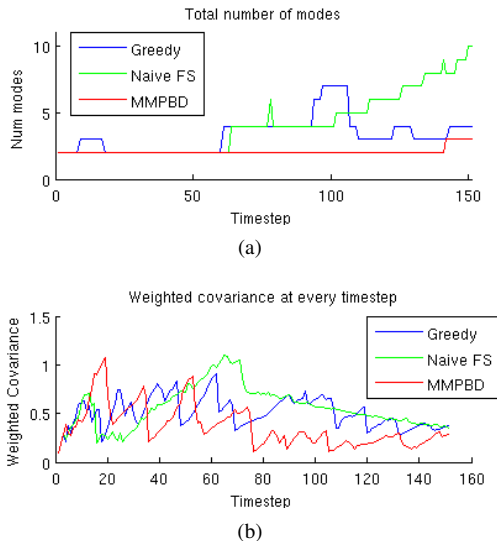 Total number of modes
10
5
0
Num modes
Greedy
Naive FS
MMPBD
0
50
100
150
Timestep
(a)
Weighted covariance at every timestep
1.5
1
0.5
0
Weighted Covariance
Greedy
Naive FS
MMPBD
0
20
40
60
80
100
120
140
160
Timestep
(b)